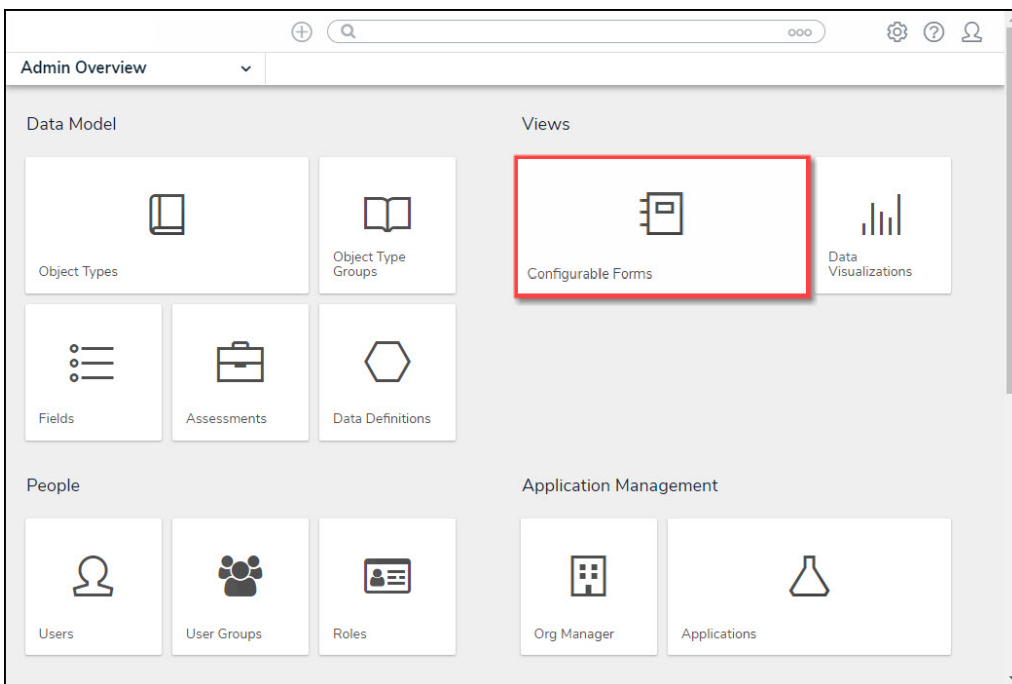 Admin Overview
Data Model
Views
Object Types
Object Type
Groups
Configurable Forms
Data
Visualizations
Fields
Assessments
Data Definitions
People
Application Management
Users
User Groups
Roles
Org Manager
Applications